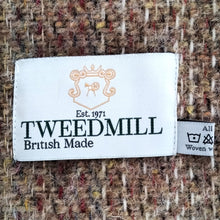 Est. 1971
TWEEDMILL
British Made
All
Woven